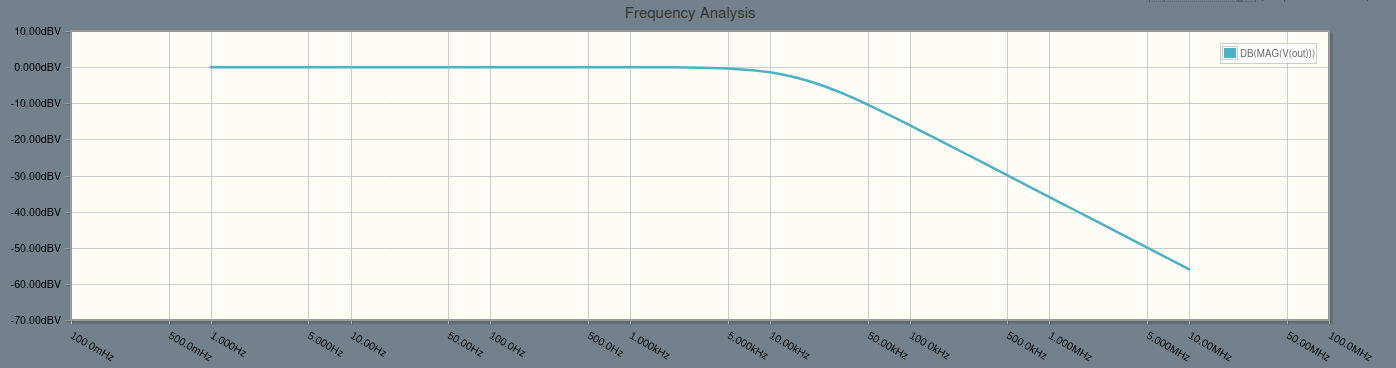 Frequency Analysis
10.00dBV
DB(MAG(V(out)))
0.000dBV
-10.00dBV
-20.00dBV
-30.00dBV
-40.00dBV
-50.00dBV
-60.00dBV
-70.00dBV
100.0mHz 500.0mHz 1.000Hz 5.000Hz 10.00Hz 50.00Hz 100.0Hz 500.0Hz 1.000kHz 5.000kHz 10.00kHz 50.00kHz 100.0kHz 500.0kHz 1.000MHz 5.000MHz 10.00MHz 50.00MHz 100.0MHz